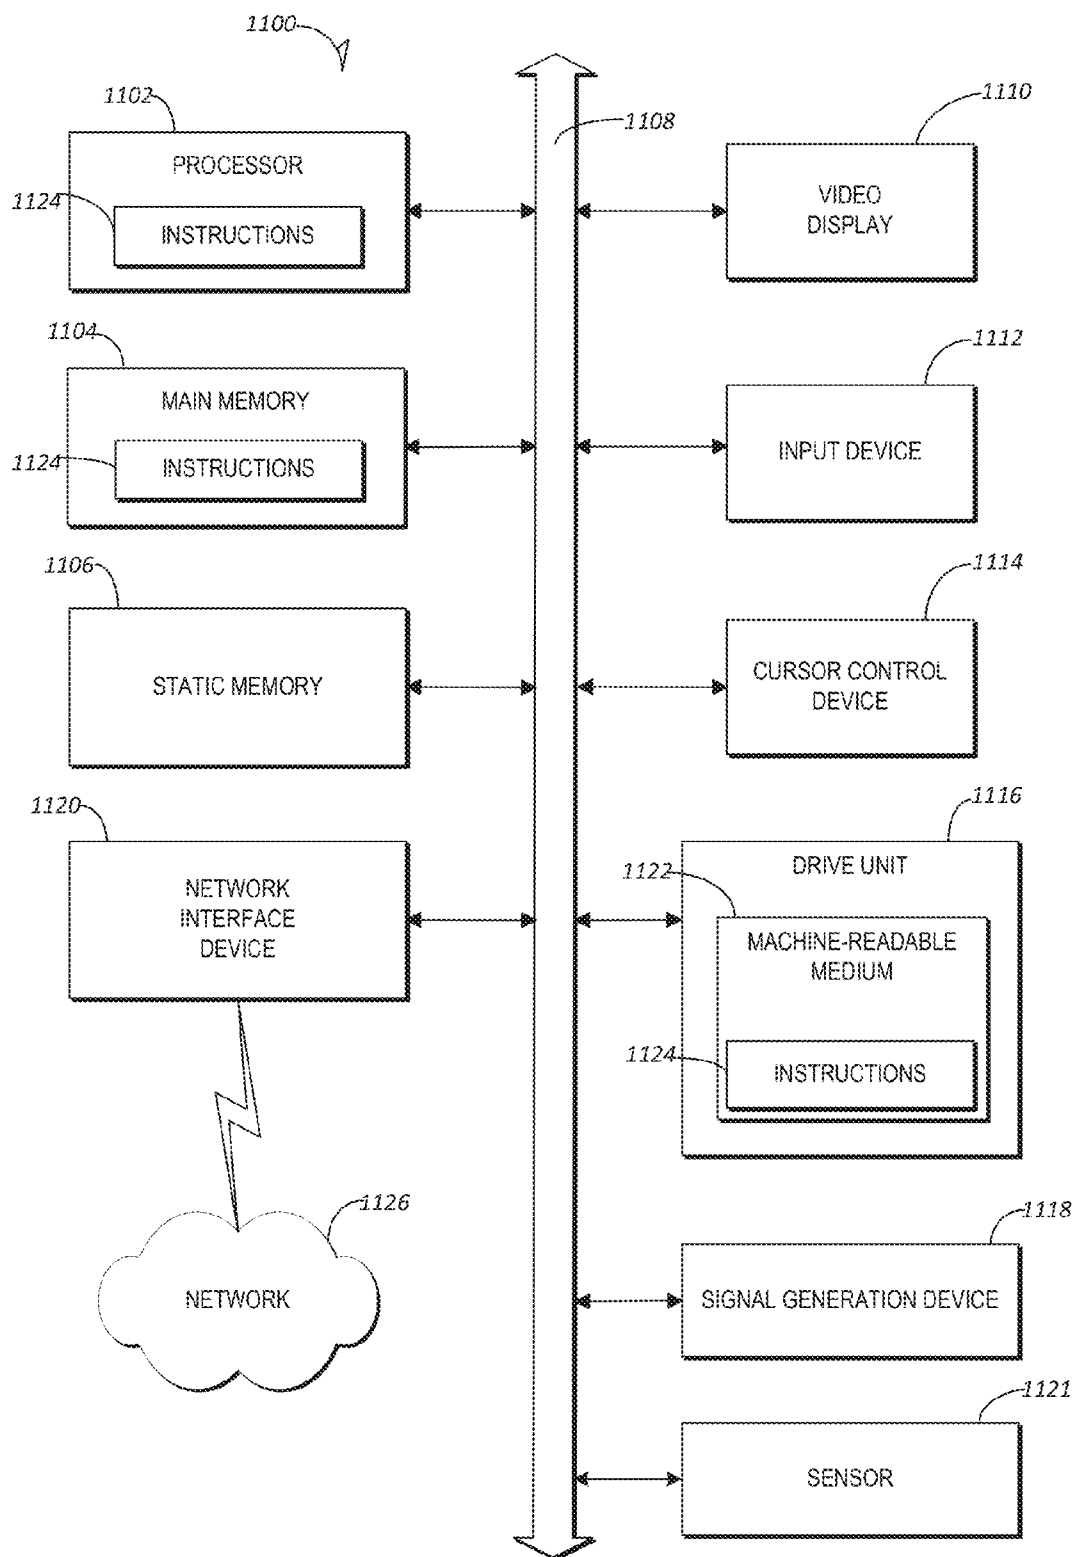 1100
1102
PROCESSOR
1124
INSTRUCTIONS
1104
MAIN MEMORY
1124
INSTRUCTIONS
1106
STATIC MEMORY
1120
NETWORK
INTERFACE
DEVICE
1126
NETWORK
1108
1110
VIDEO
DISPLAY
1112
INPUT DEVICE
1114
CURSOR CONTROL
DEVICE
1116
DRIVE UNIT
1122
MACHINE-READABLE
MEDIUM
1124
INSTRUCTIONS
1118
SIGNAL GENERATION DEVICE
1121
SENSOR